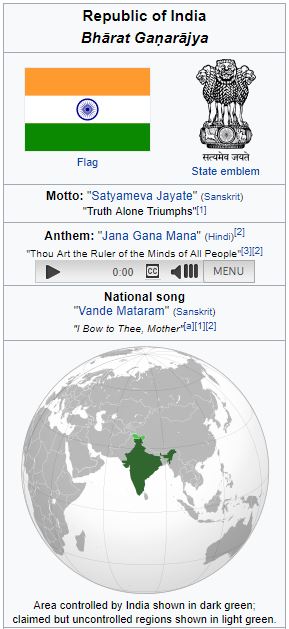 Republic of India
Bhārat Gaṇarājya
सत्यमेव जयते
Flag
State emblem
Motto: "Satyameva Jayate" (Sanskrit)
"Truth Alone Triumphs"[1]
Anthem: "Jana Gana Mana" (Hindi)[2]
"Thou Art the Ruler of the Minds of All People"[3][2]
0:00 CC MENU
National song
"Vande Mataram" (Sanskrit)
"I Bow to Thee, Mother"[a][1][2]
Area controlled by India shown in dark green;
claimed but uncontrolled regions shown in light green.